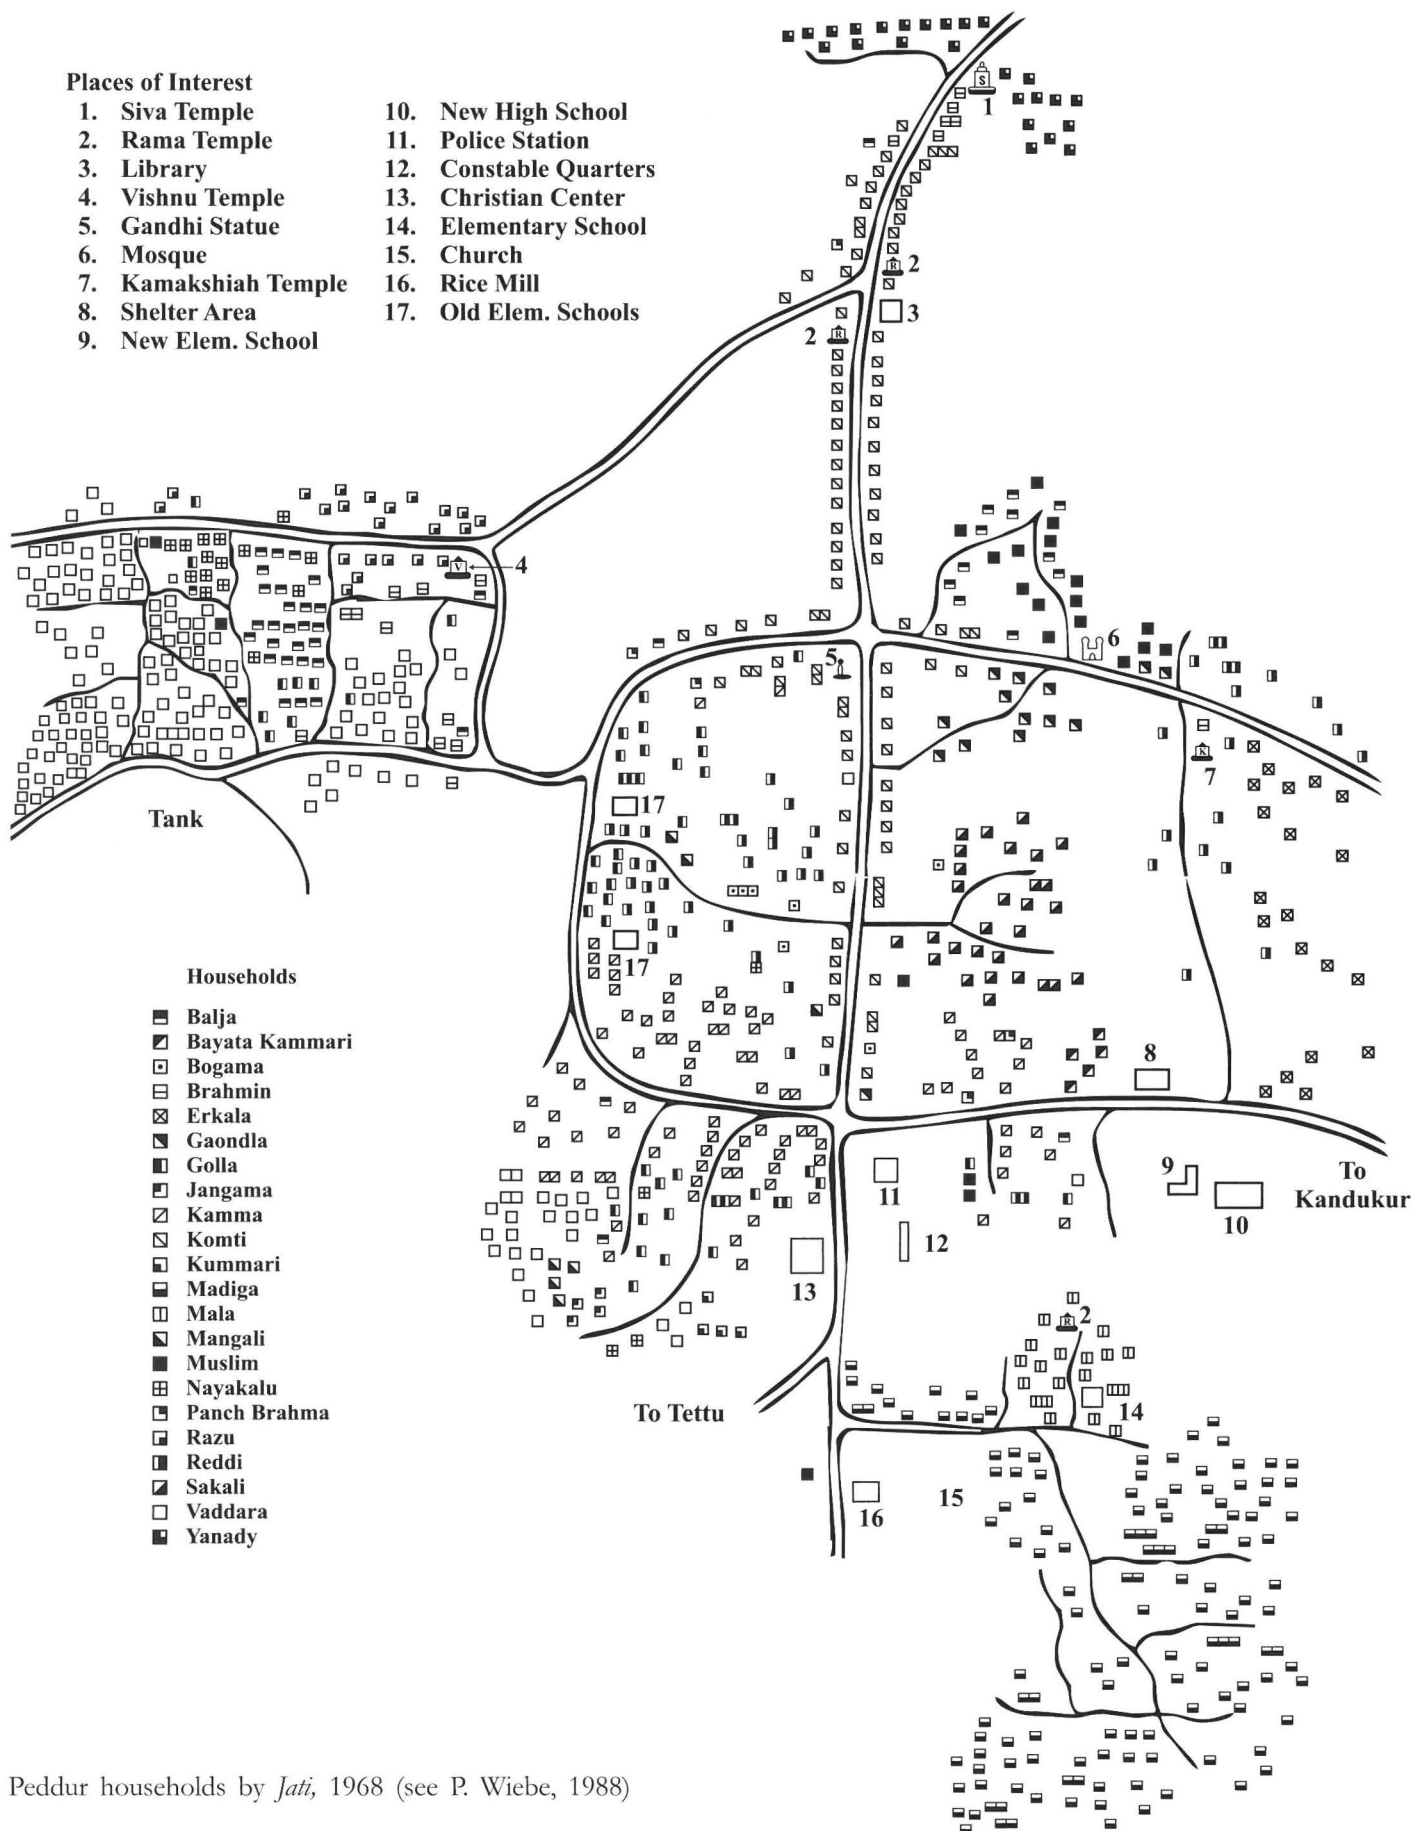 Places of Interest
1. Siva Temple
2. Rama Temple
3. Library
4. Vishnu Temple
5. Gandhi Statue
6. Mosque
7. Kamakshiah Temple
8. Shelter Area
9. New Elem. School
10. New High School
11. Police Station
12. Constable Quarters
13. Christian Center
14. Elementary School
15. Church
16. Rice Mill
17. Old Elem. Schools
S
1
R
2
3
2
R
V
4
5
6
K
7
Tank
17
17
8
9
10
To
Kandukur
11
12
13
R
2
14
To Tettu
15
16
Households
Balja
Bayata Kammari
Bogama
Brahmin
Erkala
Gaondla
Golla
Jangama
Kamma
Komti
Kummari
Madiga
Mala
Mangali
Muslim
Nayakalu
Panch Brahma
Razu
Reddi
Sakali
Vaddara
Yanady
Peddur households by Jati, 1968 (see P. Wiebe, 1988)